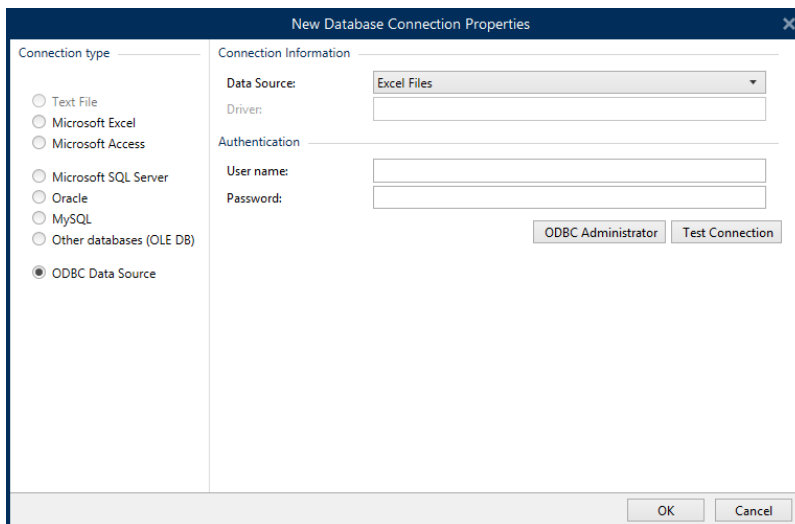 New Database Connection Properties
Connection type
Text File
Microsoft Excel
Microsoft Access
Microsoft SQL Server
Oracle
MySQL
Other databases (OLE DB)
ODBC Data Source
Connection Information
Data Source: Excel Files
Driver:
Authentication
User name:
Password:
ODBC Administrator Test Connection
OK Cancel